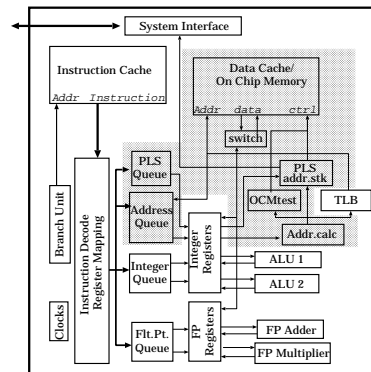 System Interface
Instruction Cache
Addr Instruction
Data Cache/
On Chip Memory
Addr data ctrl
switch
PLS
Queue
PLS
addr.stk
Address
Queue
OCMtest
TLB
Addr.calc
Branch Unit
Instruction Decode
Register Mapping
Integer
Registers
Integer
Queue
ALU 1
ALU 2
Clocks
Flt.Pt.
Queue
FP
Registers
FP Adder
FP Multiplier